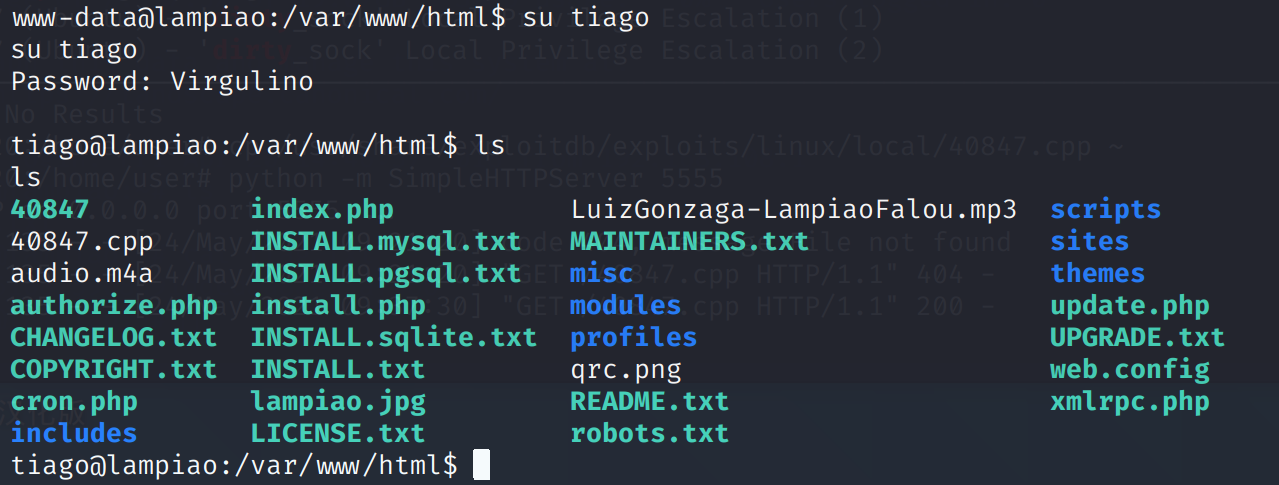 www-data@lampiao:/var/www/html$ su tiago
su tiago
Password: Virgulino
tiago@lampiao:/var/www/html$ ls
ls
40847 index.php LuizGonzaga-LampiaoFalou.mp3 scripts
40847.cpp INSTALL.mysql.txt MAINTAINERS.txt sites
audio.m4a INSTALL.pgsql.txt misc themes
authorize.php install.php modules update.php
CHANGELOG.txt INSTALL.sqlite.txt profiles UPGRADE.txt
COPYRIGHT.txt INSTALL.txt qrc.png web.config
cron.php lampiao.jpg README.txt xmlrpc.php
includes LICENSE.txt robots.txt
tiago@lampiao:/var/www/html$